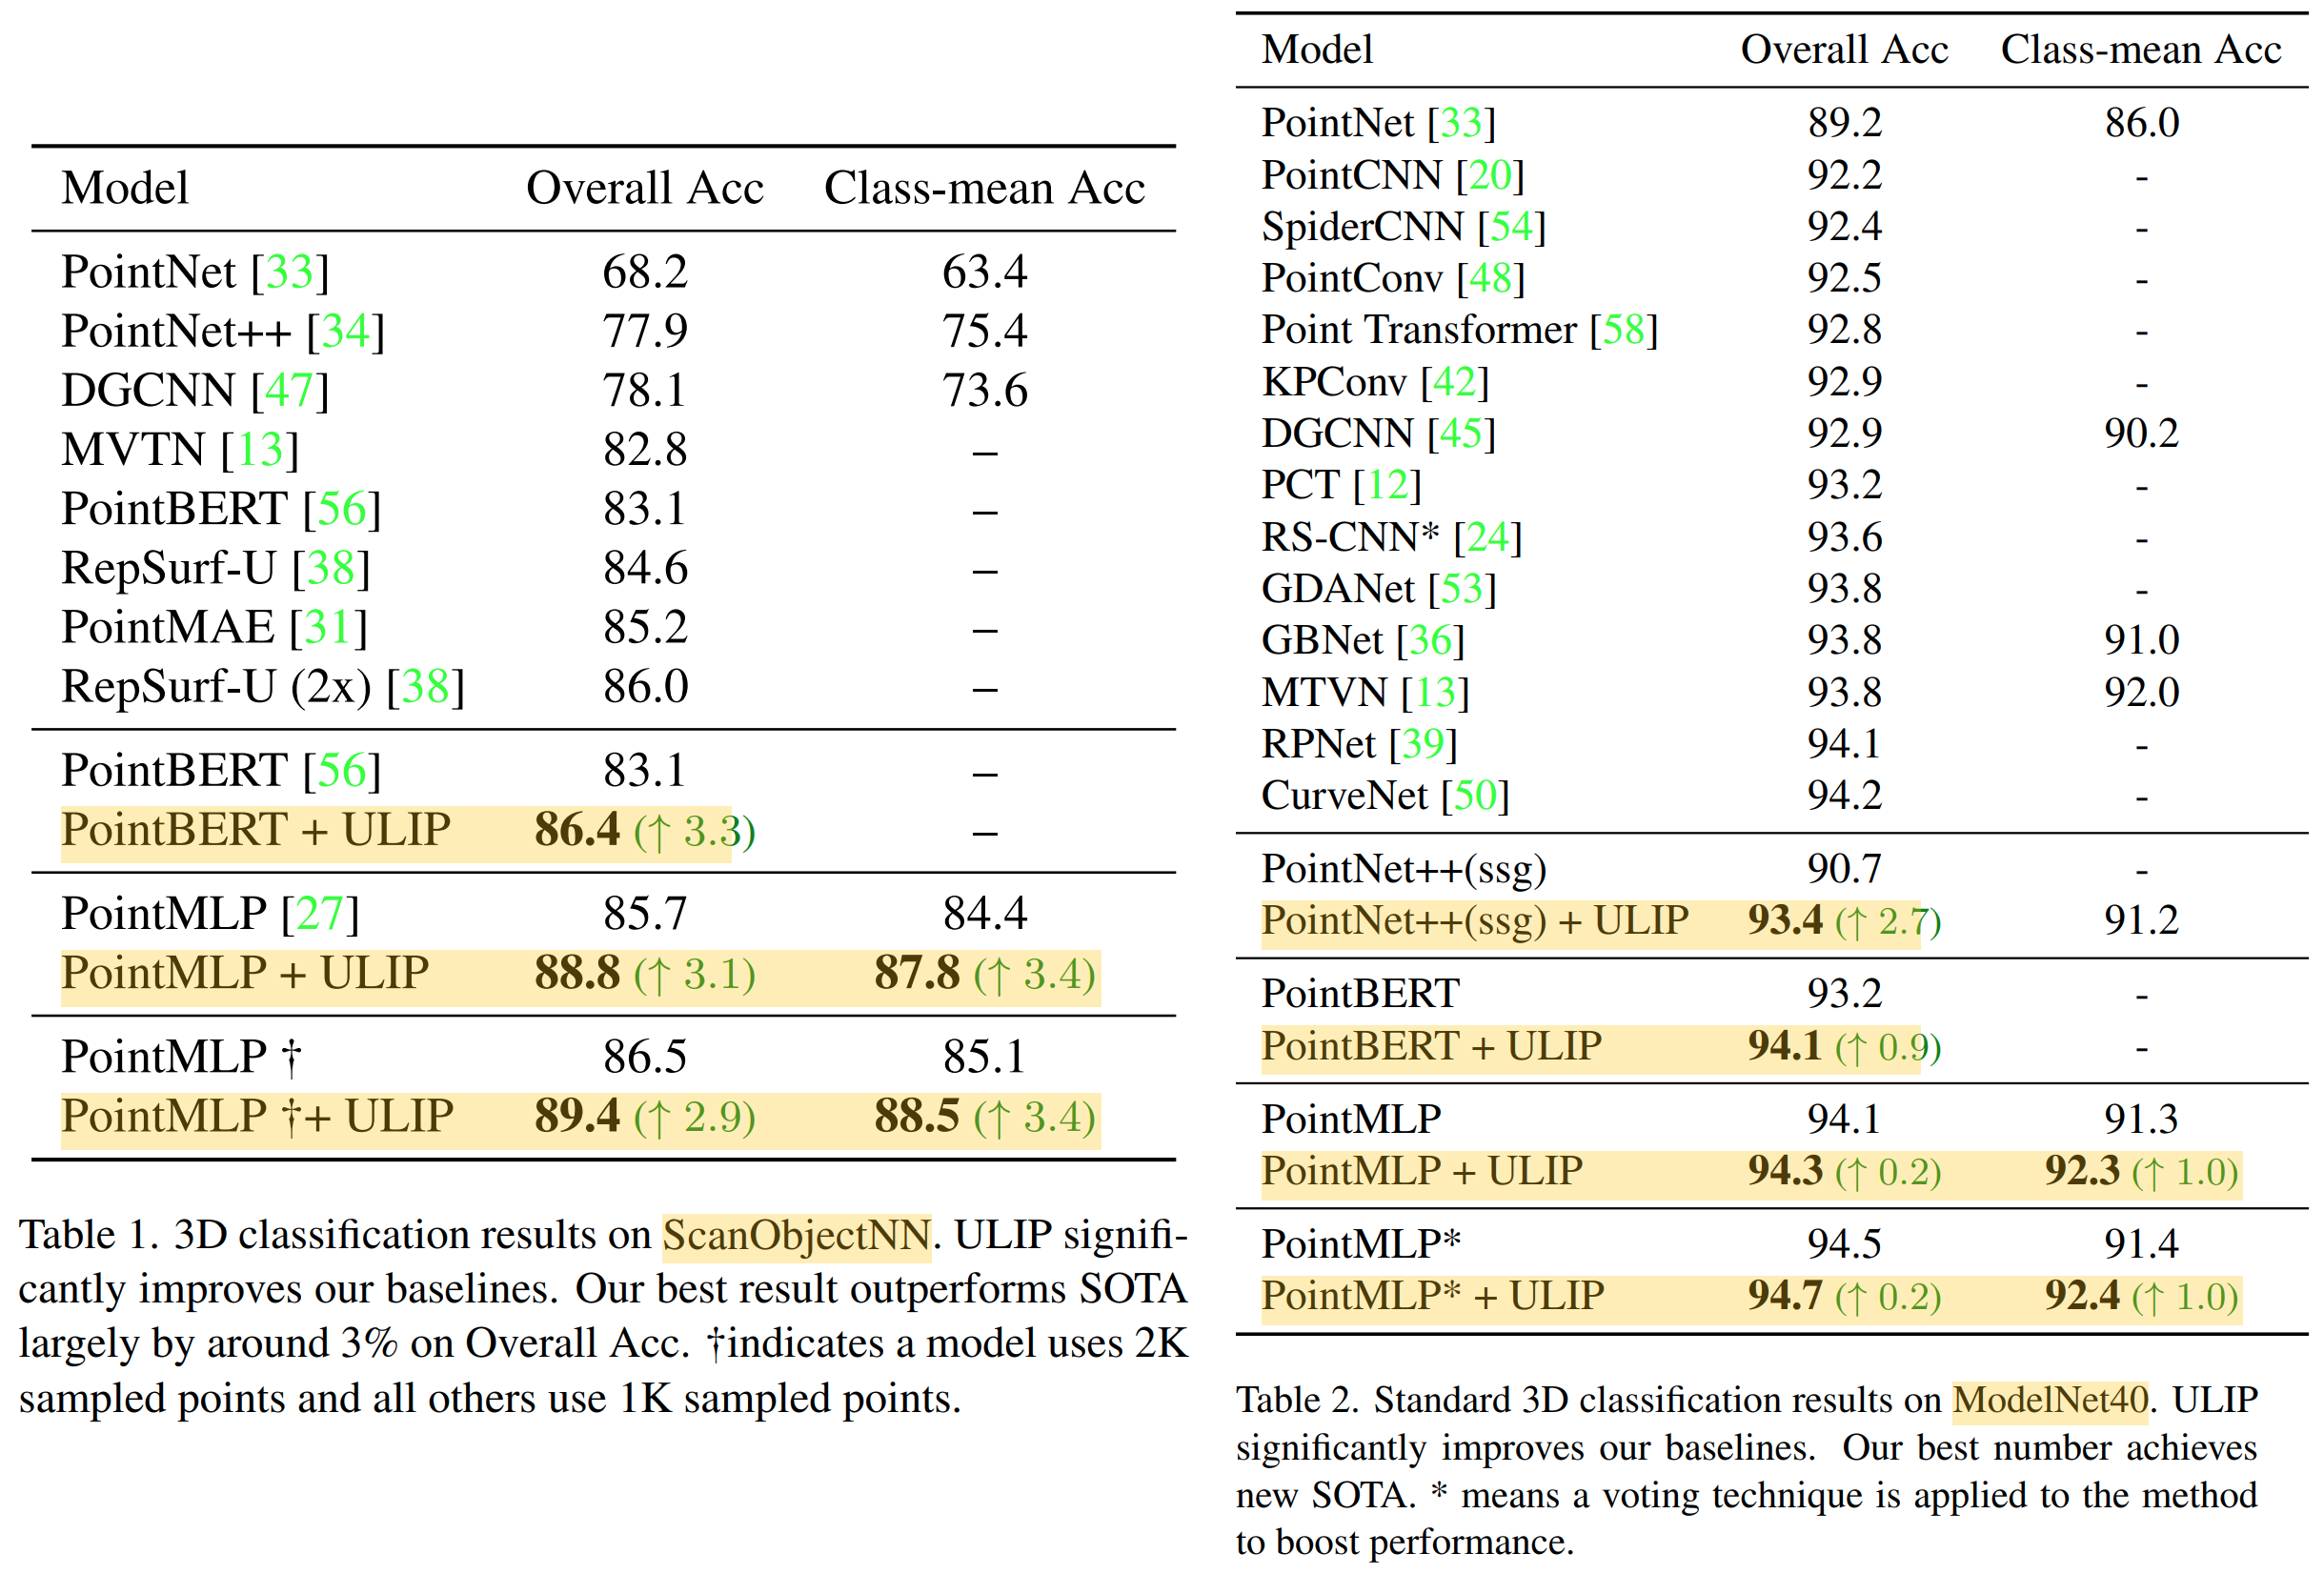 Model Overall Acc Class-mean Acc
PointNet [33] 68.2 63.4
PointNet++ [34] 77.9 75.4
DGCNN [47] 78.1 73.6
MVTN [13] 82.8 –
PointBERT [56] 83.1 –
RepSurf-U [38] 84.6 –
PointMAE [31] 85.2 –
RepSurf-U (2x) [38] 86.0 –
PointBERT [56] 83.1 –
PointBERT + ULIP 86.4 (↑ 3.3) –
PointMLP [27] 85.7 84.4
PointMLP + ULIP 88.8 (↑ 3.1) 87.8 (↑ 3.4)
PointMLP † 86.5 85.1
PointMLP †+ ULIP 89.4 (↑ 2.9) 88.5 (↑ 3.4)
Table 1. 3D classification results on ScanObjectNN. ULIP signifi-
cantly improves our baselines. Our best result outperforms SOTA
largely by around 3% on Overall Acc. †indicates a model uses 2K
sampled points and all others use 1K sampled points.
Model Overall Acc Class-mean Acc
PointNet [33] 89.2 86.0
PointCNN [20] 92.2 -
SpiderCNN [54] 92.4 -
PointConv [48] 92.5 -
Point Transformer [58] 92.8 -
KPConv [42] 92.9 -
DGCNN [45] 92.9 90.2
PCT [12] 93.2 -
RS-CNN* [24] 93.6 -
GDANet [53] 93.8 -
GBNet [36] 93.8 91.0
MTVN [13] 93.8 92.0
RPNet [39] 94.1 -
CurveNet [50] 94.2 -
PointNet++(ssg) 90.7 -
PointNet++(ssg) + ULIP 93.4 (↑ 2.7) 91.2
PointBERT 93.2 -
PointBERT + ULIP 94.1 (↑ 0.9) -
PointMLP 94.1 91.3
PointMLP + ULIP 94.3 (↑ 0.2) 92.3 (↑ 1.0)
PointMLP* 94.5 91.4
PointMLP* + ULIP 94.7 (↑ 0.2) 92.4 (↑ 1.0)
Table 2. Standard 3D classification results on ModelNet40. ULIP
significantly improves our baselines. Our best number achieves
new SOTA. * means a voting technique is applied to the method
to boost performance.